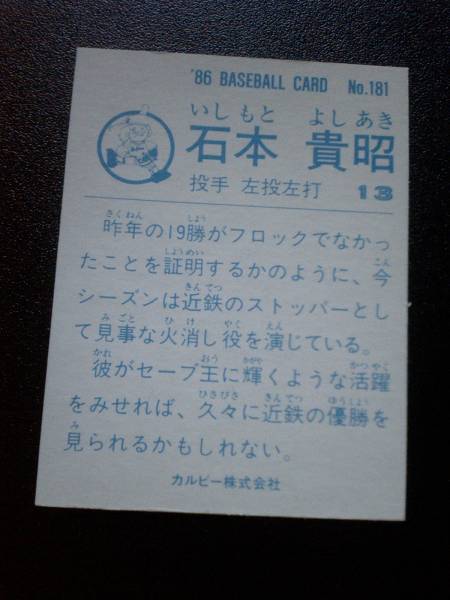 '86 BASEBALL CARD No.181
いしもと よしあき
石本 貴昭
投手 左投左打 13
さくねん しょう
昨年の19勝がフロックでなかっ
しょうめい こん
たことを証明するかのように、今
きんてつ
シーズンは近鉄のストッパーとし
みごと ひけ やく えん
て見事な火消し役を演じている。
かれ おう かがや かつやく
彼がセーブ王に輝くような活躍
ひさびさ きんてつ ゆうしょう
をみせれば、久々に近鉄の優勝を
み
見られるかもしれない。
カルビー株式会社